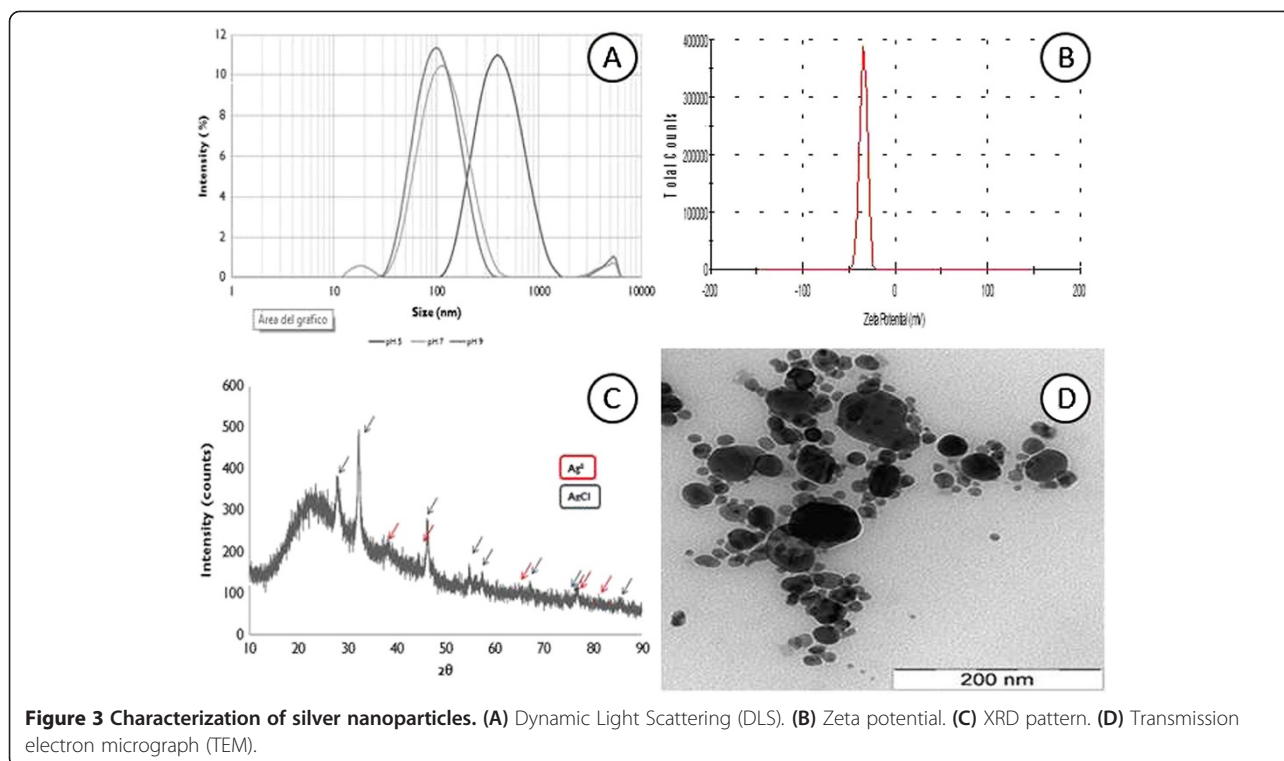 A
12
10
8
6
4
2
0
Intensity (%)
1
10
100
1000
10000
Size (nm)
Área del gráfico
pH 5
pH 7
pH 9
B
400000
300000
200000
100000
0
Total Counts
-200
-100
0
100
200
Zeta Potential (mV)
C
600
500
400
300
200
100
0
Intensity (counts)
Ag⁰
AgCl
10 20 30 40 50 60 70 80 90
2θ
D
200 nm
Figure 3 Characterization of silver nanoparticles. (A) Dynamic Light Scattering (DLS). (B) Zeta potential. (C) XRD pattern. (D) Transmission
electron micrograph (TEM).